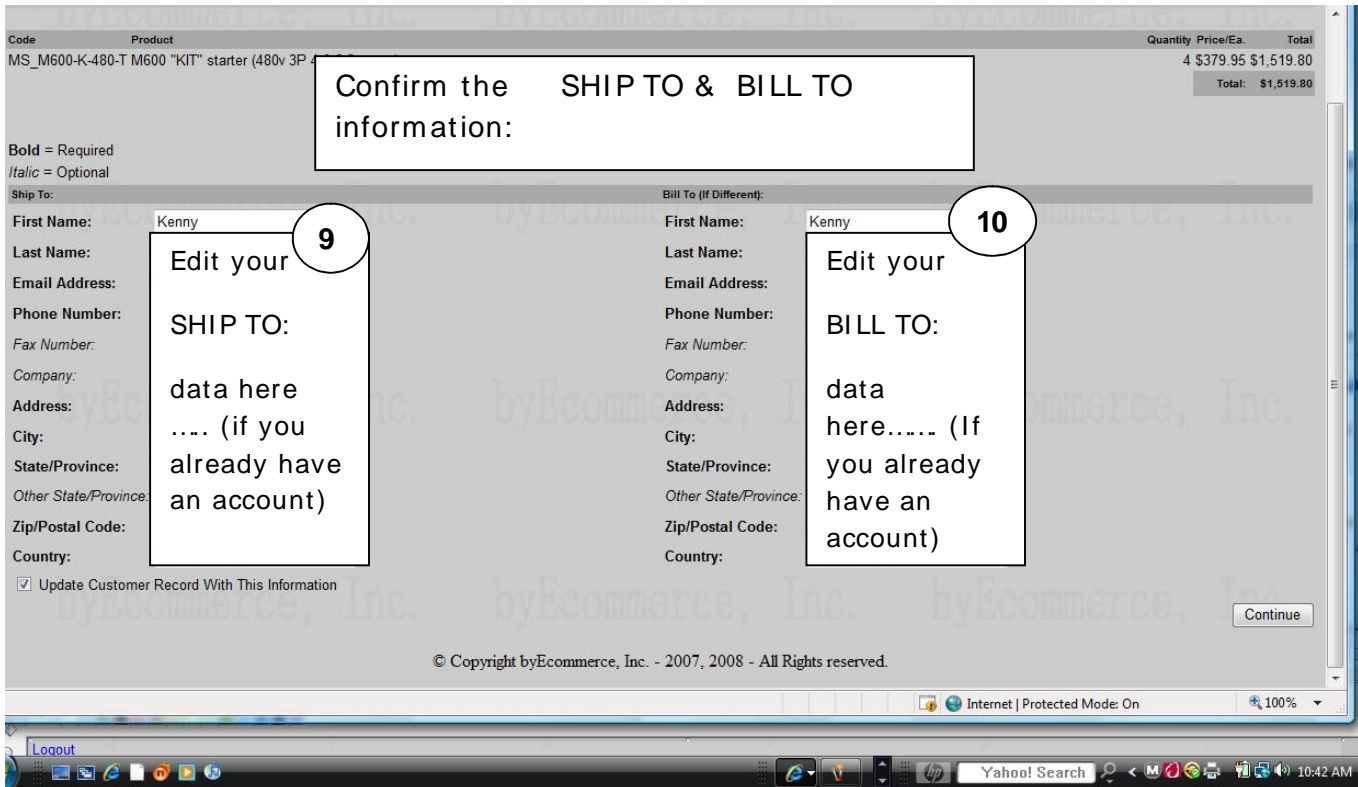 Code Product Quantity Price/Ea. Total
MS_M600-K-480-T M600 "KIT" starter (480v 3P 4 $379.95 $1,519.80
Total: $1,519.80
Confirm the SHIP TO & BILL TO
information:
Bold = Required
Italic = Optional
Ship To: Bill To (If Different):
First Name: Kenny
9
Last Name:
Email Address:
Phone Number:
Fax Number:
Company:
Address:
City:
State/Province:
Other State/Province:
Zip/Postal Code:
Country:
Edit your
SHIP TO:
data here
..... (if you
already have
an account)
First Name: Kenny
10
Last Name:
Email Address:
Phone Number:
Fax Number:
Company:
Address:
City:
State/Province:
Other State/Province:
Zip/Postal Code:
Country:
Edit your
BILL TO:
data
here....... (If
you already
have an
account)
Update Customer Record With This Information
byEcommerce, Inc. byEcommerce, Inc. byEcommerce, Inc.
Continue
© Copyright byEcommerce, Inc. - 2007, 2008 - All Rights reserved.
Internet | Protected Mode: On 100%
Logout
hp Yahoo! Search 10:42 AM